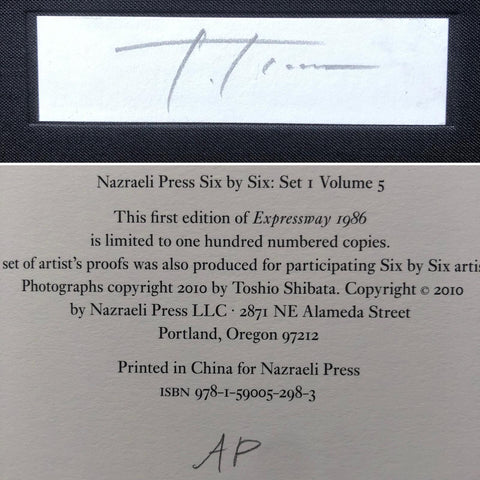 Nazraeli Press Six by Six: Set 1 Volume 5
This first edition of Expressway 1986
is limited to one hundred numbered copies.
set of artist's proofs was also produced for participating Six by Six
Photographs copyright 2010 by Toshio Shibata. Copyright © 2010
by Nazraeli Press LLC · 2871 NE Alameda Street
Portland, Oregon 97212
Printed in China for Nazraeli Press
ISBN 978-1-59005-298-3
AP